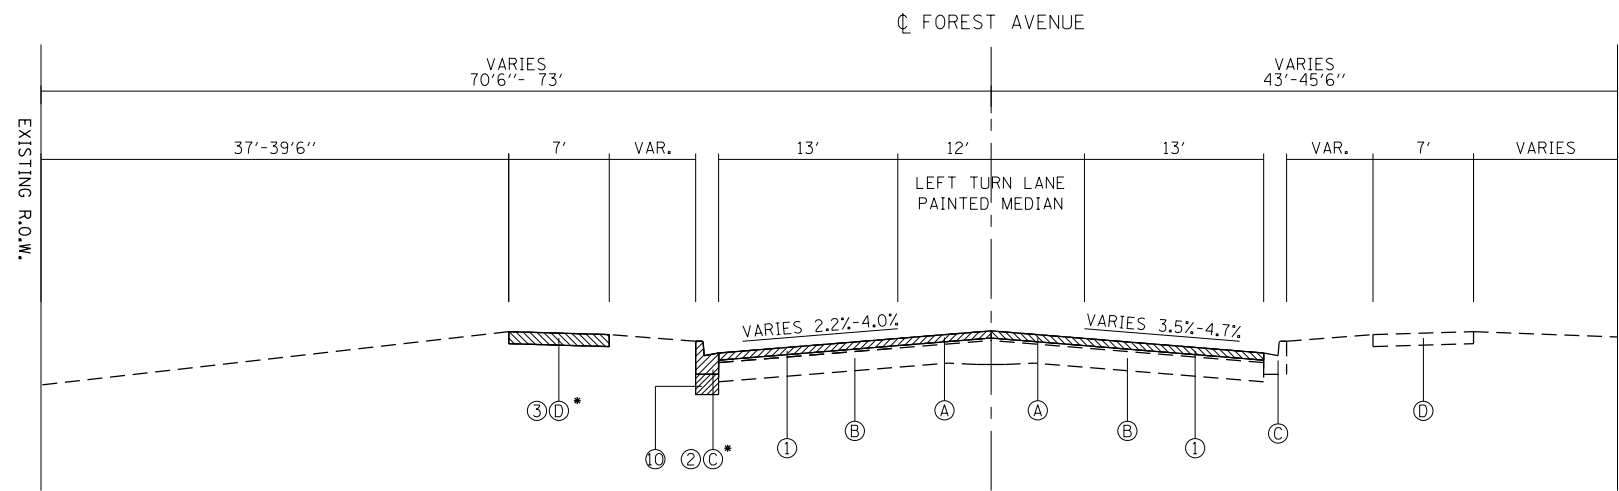 ℄ FOREST AVENUE
VARIES
70'6''- 73'
VARIES
43'-45'6''
EXISTING R.O.W.
37'-39'6''
7'
VAR.
13'
12'
13'
VAR.
7'
VARIES
LEFT TURN LANE
PAINTED MEDIAN
VARIES 2.2%-4.0%
VARIES 3.5%-4.7%
3 D *
A
A
D
B
B
C
10
2 C *
1
1